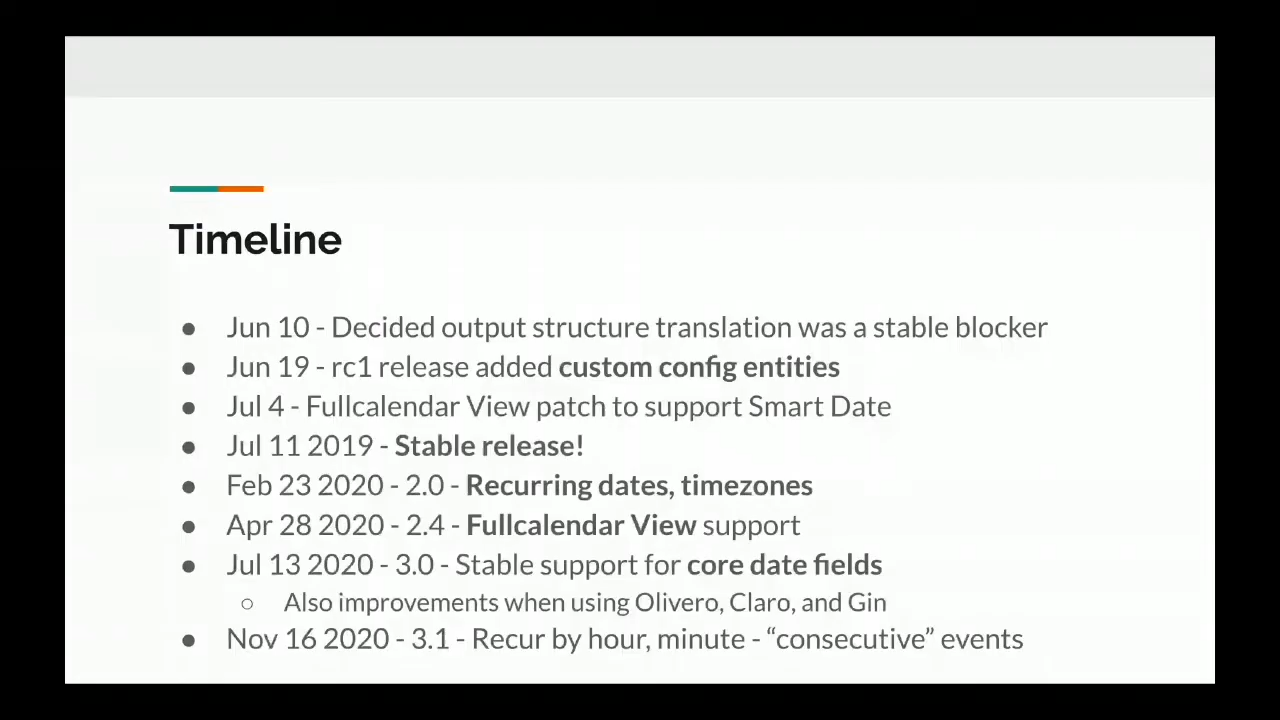 Timeline
● Jun 10 - Decided output structure translation was a stable blocker
● Jun 19 - rc1 release added custom config entities
● Jul 4 - Fullcalendar View patch to support Smart Date
● Jul 11 2019 - Stable release!
● Feb 23 2020 - 2.0 - Recurring dates, timezones
● Apr 28 2020 - 2.4 - Fullcalendar View support
● Jul 13 2020 - 3.0 - Stable support for core date fields
○ Also improvements when using Olivero, Claro, and Gin
● Nov 16 2020 - 3.1 - Recur by hour, minute - “consecutive” events